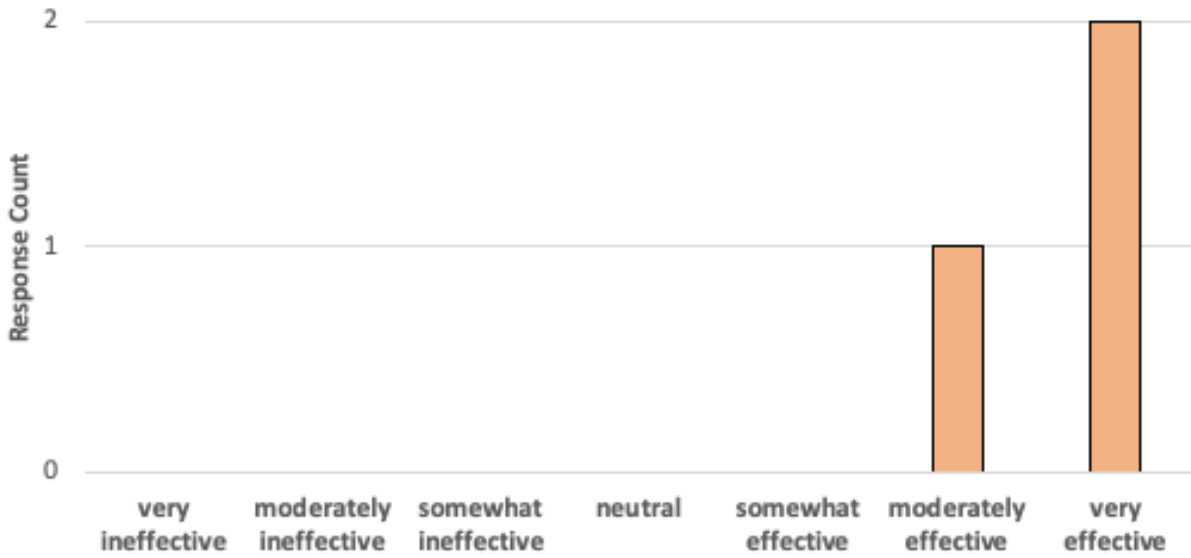 2
1
0
Response Count
very
ineffective
moderately
ineffective
somewhat
ineffective
neutral
somewhat
effective
moderately
effective
very
effective